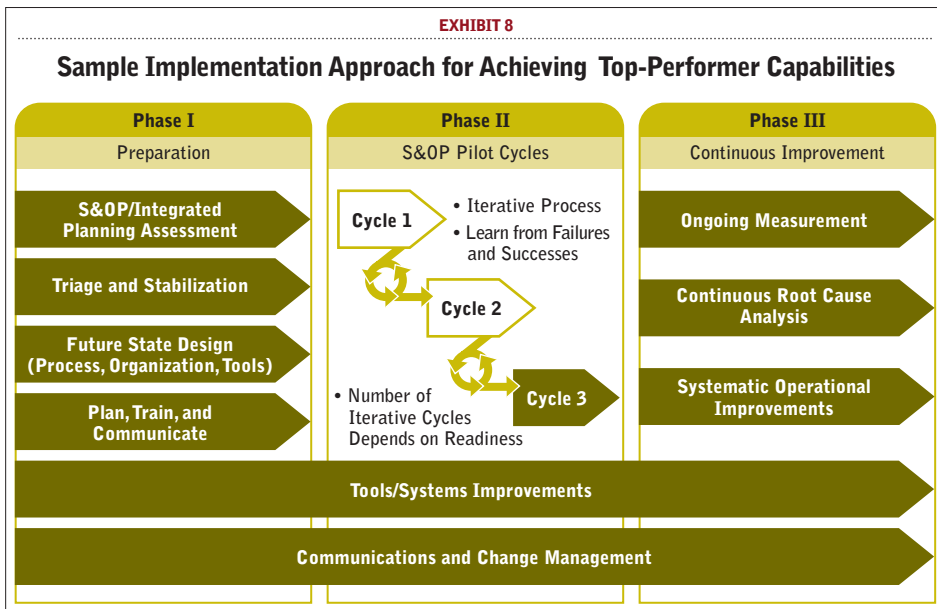 EXHIBIT 8
Sample Implementation Approach for Achieving Top-Performer Capabilities
Phase I
Preparation
S&OP/Integrated
Planning Assessment
Triage and Stabilization
Future State Design
(Process, Organization, Tools)
Plan, Train, and
Communicate
Phase II
S&OP Pilot Cycles
Cycle 1
• Iterative Process
• Learn from Failures
and Successes
Cycle 2
Cycle 3
• Number of
Iterative Cycles
Depends on Readiness
Phase III
Continuous Improvement
Ongoing Measurement
Continuous Root Cause
Analysis
Systematic Operational
Improvements
Tools/Systems Improvements
Communications and Change Management